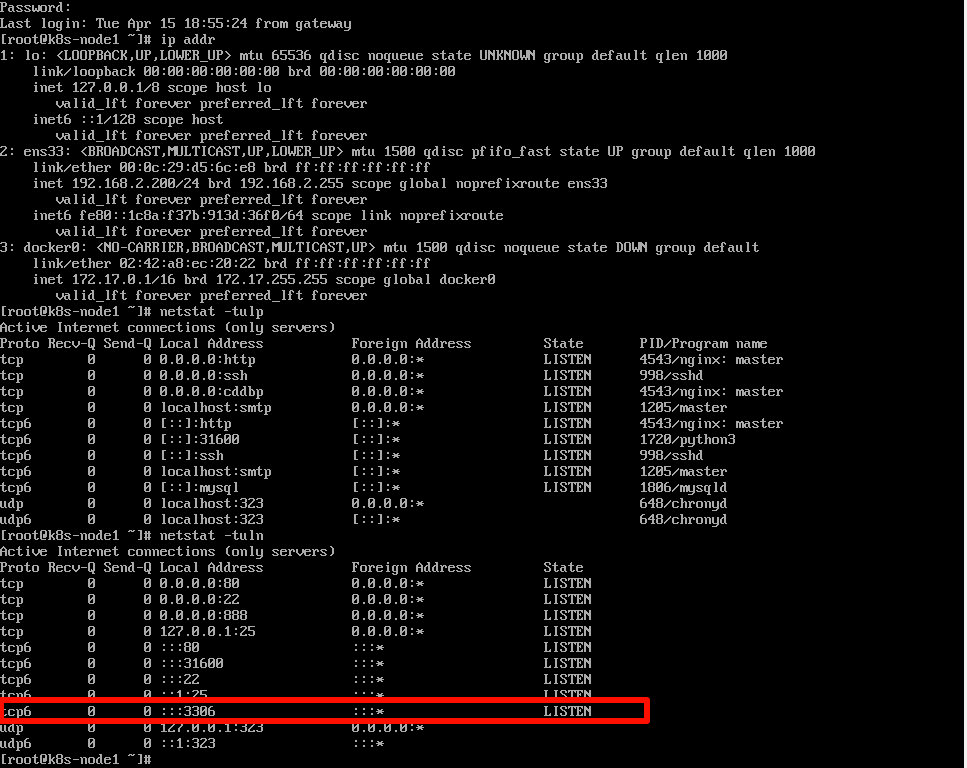 Password:
Last login: Tue Apr 15 18:55:24 from gateway
[root@k8s-node1 ~]# ip addr
1: lo: <LOOPBACK,UP,LOWER_UP> mtu 65536 qdisc noqueue state UNKNOWN group default qlen 1000
    link/loopback 00:00:00:00:00:00 brd 00:00:00:00:00:00
    inet 127.0.0.1/8 scope host lo
       valid_lft forever preferred_lft forever
    inet6 ::1/128 scope host
       valid_lft forever preferred_lft forever
2: ens33: <BROADCAST,MULTICAST,UP,LOWER_UP> mtu 1500 qdisc pfifo_fast state UP group default qlen 1000
    link/ether 00:0c:29:d5:6c:e8 brd ff:ff:ff:ff:ff:ff
    inet 192.168.2.200/24 brd 192.168.2.255 scope global noprefixroute ens33
       valid_lft forever preferred_lft forever
    inet6 fe80::1c8a:f37b:913d:36f0/64 scope link noprefixroute
       valid_lft forever preferred_lft forever
3: docker0: <NO-CARRIER,BROADCAST,MULTICAST,UP> mtu 1500 qdisc noqueue state DOWN group default
    link/ether 02:42:a8:ec:20:22 brd ff:ff:ff:ff:ff:ff
    inet 172.17.0.1/16 brd 172.17.255.255 scope global docker0
       valid_lft forever preferred_lft forever
[root@k8s-node1 ~]# netstat -tulp
Active Internet connections (only servers)
Proto Recv-Q Send-Q Local Address           Foreign Address         State       PID/Program name
tcp        0      0 0.0.0.0:http            0.0.0.0:*               LISTEN      4543/nginx: master
tcp        0      0 0.0.0.0:ssh             0.0.0.0:*               LISTEN      998/sshd
tcp        0      0 0.0.0.0:cddbp           0.0.0.0:*               LISTEN      4543/nginx: master
tcp        0      0 localhost:smtp          0.0.0.0:*               LISTEN      1205/master
tcp6       0      0 [::]:http               [::]:*                  LISTEN      4543/nginx: master
tcp6       0      0 [::]:31600              [::]:*                  LISTEN      1720/python3
tcp6       0      0 [::]:ssh                [::]:*                  LISTEN      998/sshd
tcp6       0      0 localhost:smtp          [::]:*                  LISTEN      1205/master
tcp6       0      0 [::]:mysql              [::]:*                  LISTEN      1806/mysqld
udp        0      0 localhost:323           0.0.0.0:*                           648/chronyd
udp6       0      0 localhost:323           [::]:*                              648/chronyd
[root@k8s-node1 ~]# netstat -tuln
Active Internet connections (only servers)
Proto Recv-Q Send-Q Local Address           Foreign Address         State
tcp        0      0 0.0.0.0:80              0.0.0.0:*               LISTEN
tcp        0      0 0.0.0.0:22              0.0.0.0:*               LISTEN
tcp        0      0 0.0.0.0:888             0.0.0.0:*               LISTEN
tcp        0      0 127.0.0.1:25            0.0.0.0:*               LISTEN
tcp6       0      0 :::80                   :::*                    LISTEN
tcp6       0      0 :::31600                :::*                    LISTEN
tcp6       0      0 :::22                   :::*                    LISTEN
tcp6       0      0 ::1:25                  :::*                    LISTEN
tcp6       0      0 :::3306                 :::*                    LISTEN
udp        0      0 127.0.0.1:323           0.0.0.0:*
udp6       0      0 ::1:323                 :::*
[root@k8s-node1 ~]#